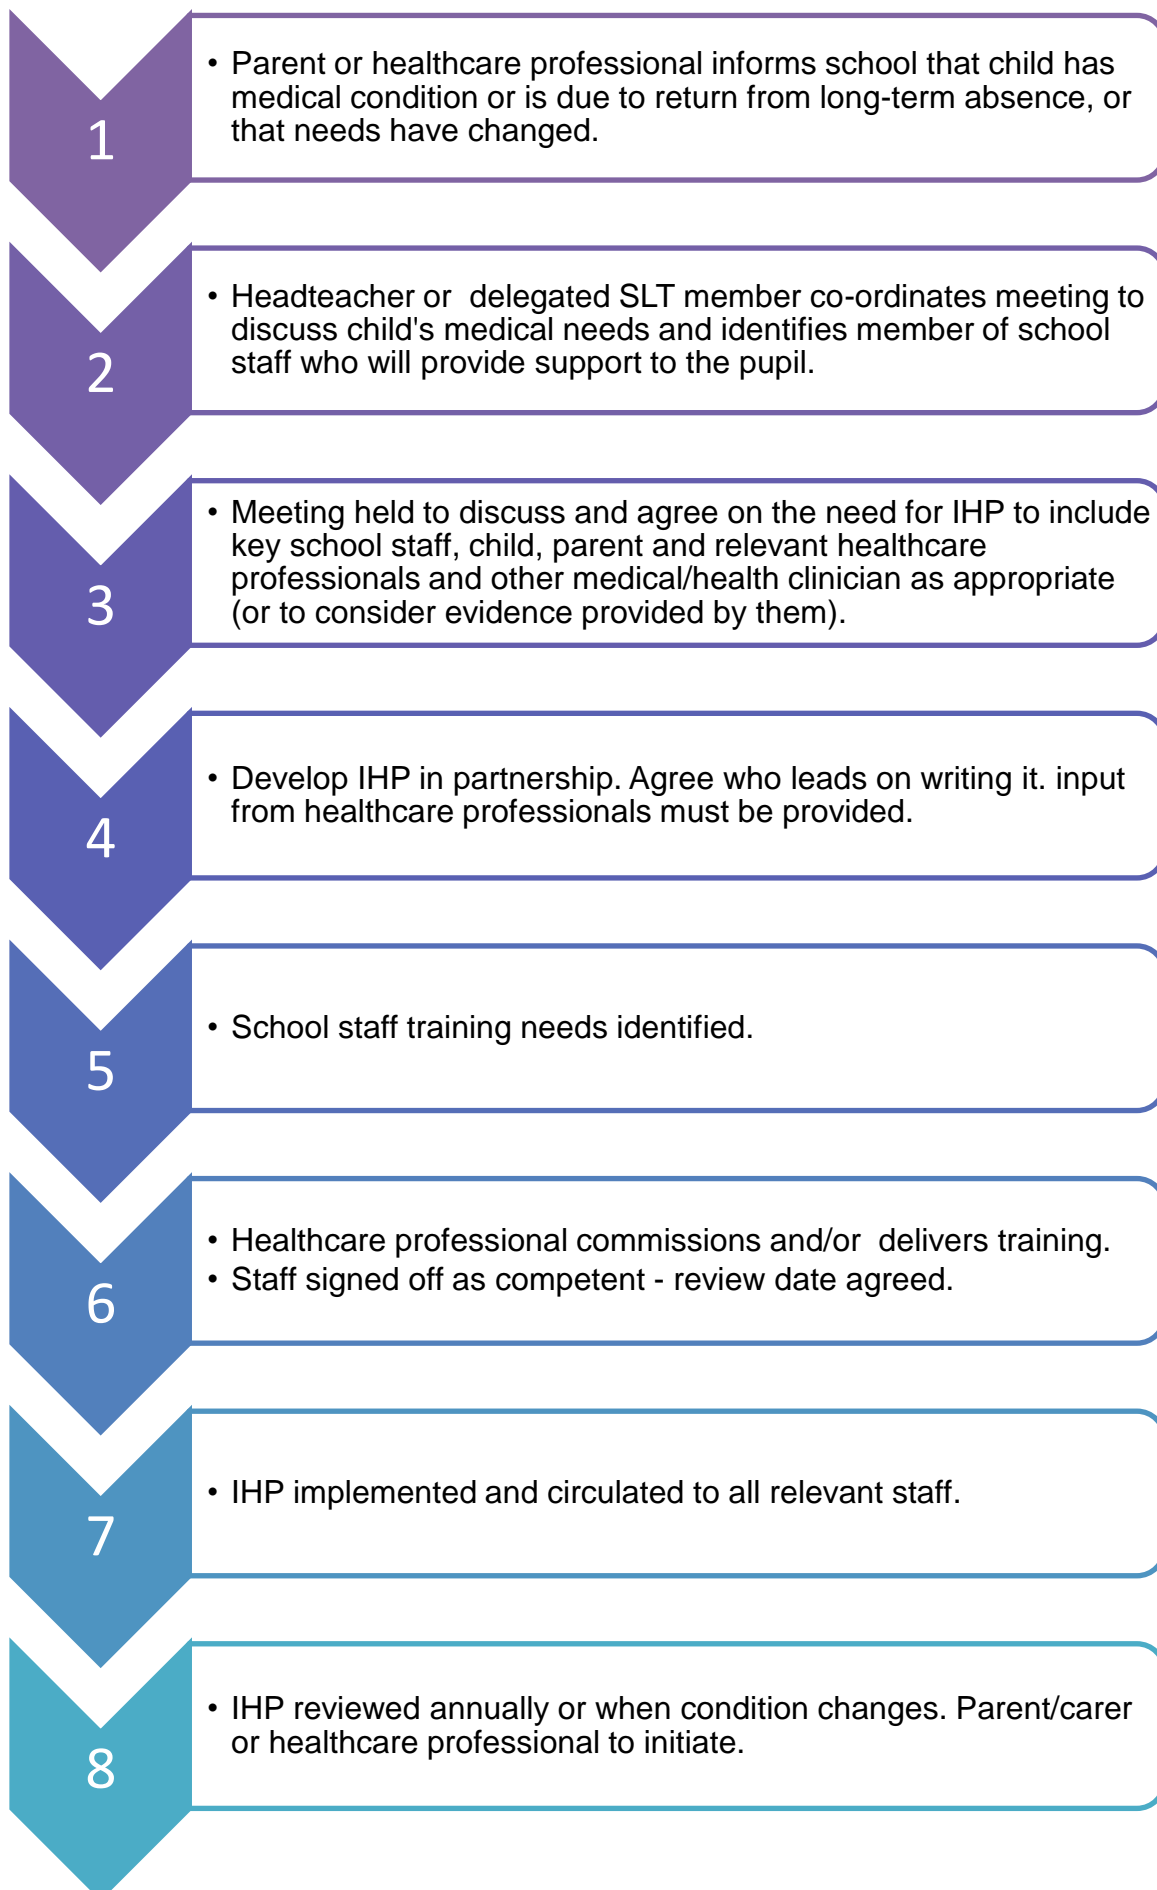 1
• Parent or healthcare professional informs school that child has
medical condition or is due to return from long-term absence, or
that needs have changed.
2
• Headteacher or  delegated SLT member co-ordinates meeting to
discuss child's medical needs and identifies member of school
staff who will provide support to the pupil.
3
• Meeting held to discuss and agree on the need for IHP to include
key school staff, child, parent and relevant healthcare
professionals and other medical/health clinician as appropriate
(or to consider evidence provided by them).
4
• Develop IHP in partnership. Agree who leads on writing it. input
from healthcare professionals must be provided.
5
• School staff training needs identified.
6
• Healthcare professional commissions and/or  delivers training.
• Staff signed off as competent - review date agreed.
7
• IHP implemented and circulated to all relevant staff.
8
• IHP reviewed annually or when condition changes. Parent/carer
or healthcare professional to initiate.